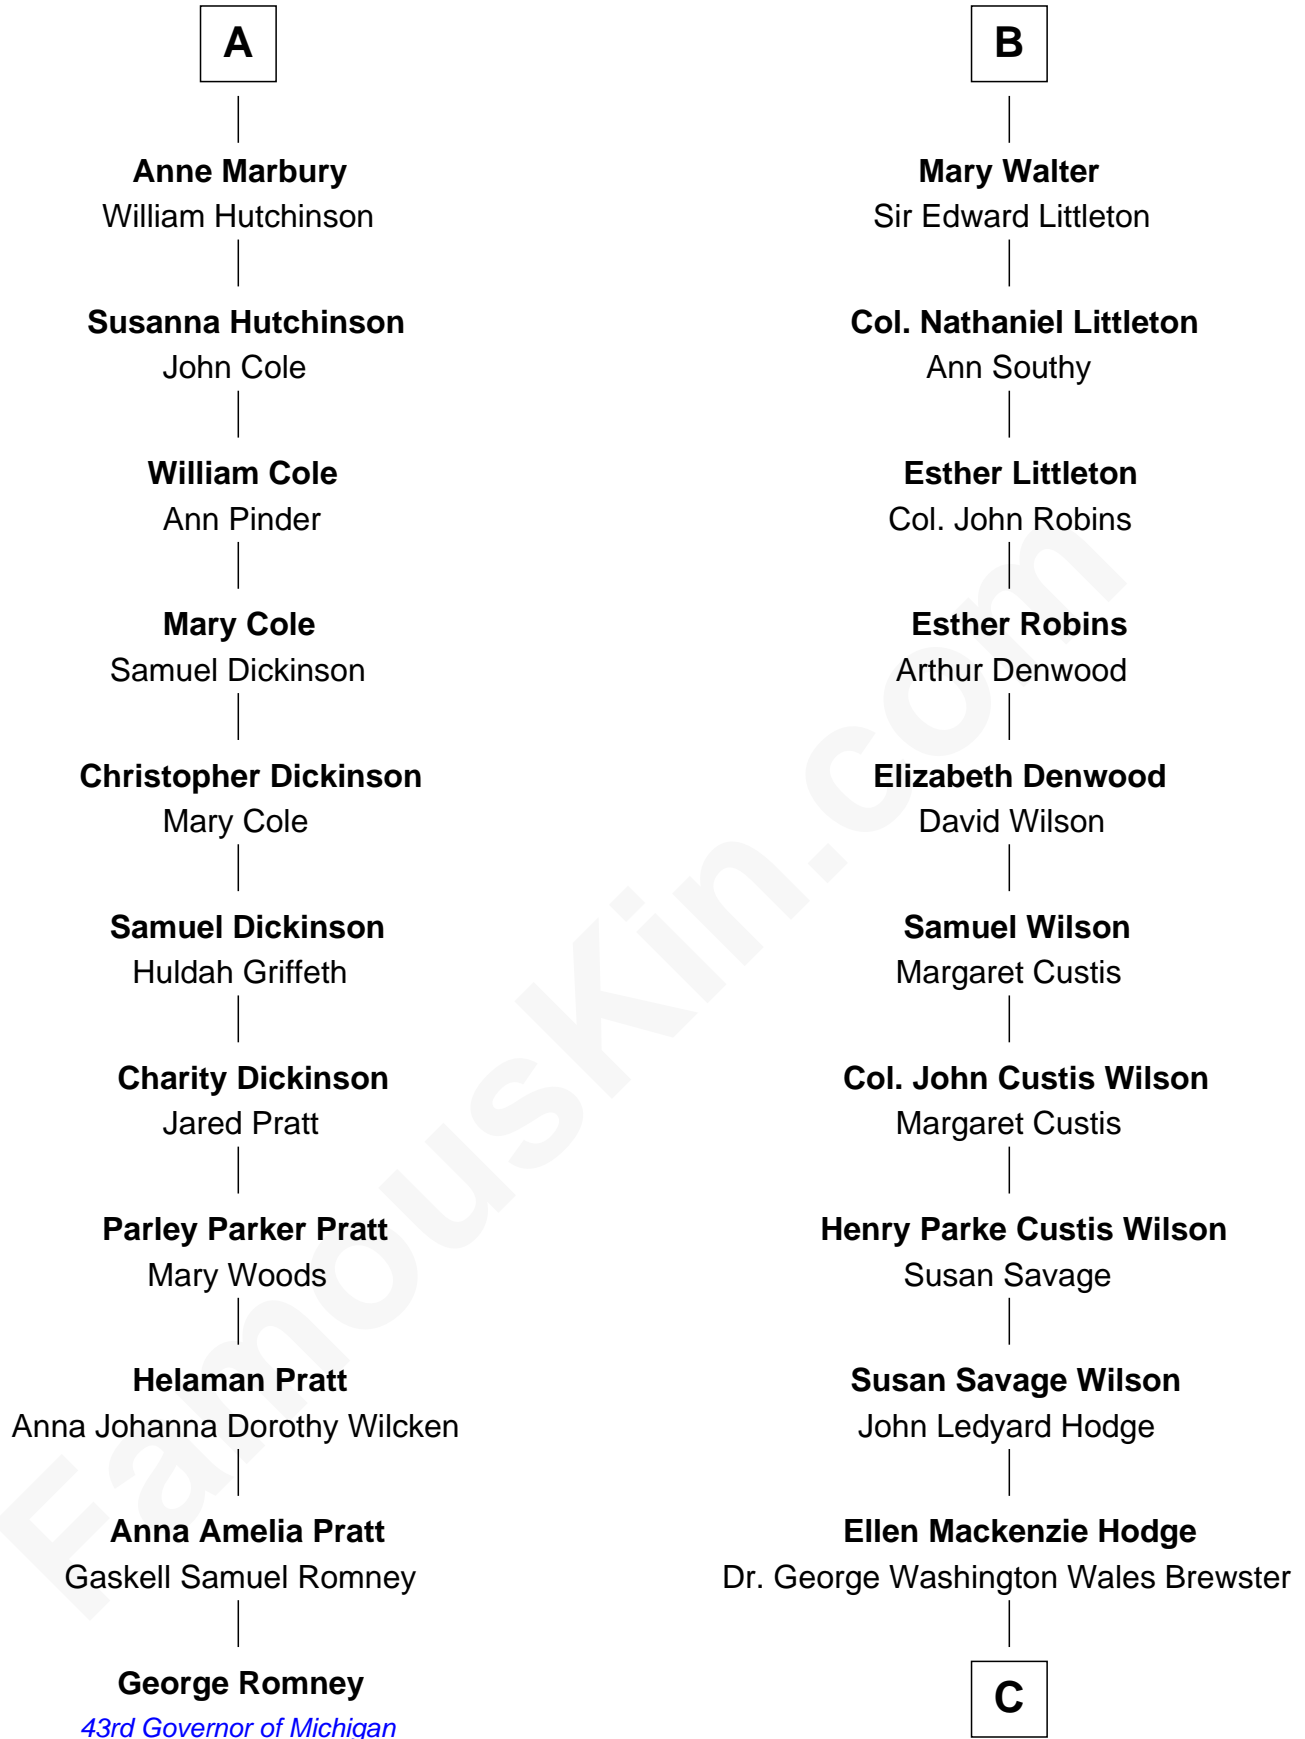 A
Anne Marbury
William Hutchinson
Susanna Hutchinson
John Cole
William Cole
Ann Pinder
Mary Cole
Samuel Dickinson
Christopher Dickinson
Mary Cole
Samuel Dickinson
Huldah Griffeth
Charity Dickinson
Jared Pratt
Parley Parker Pratt
Mary Woods
Helaman Pratt
Anna Johanna Dorothy Wilcken
Anna Amelia Pratt
Gaskell Samuel Romney
George Romney
43rd Governor of Michigan
B
Mary Walter
Sir Edward Littleton
Col. Nathaniel Littleton
Ann Southy
Esther Littleton
Col. John Robins
Esther Robins
Arthur Denwood
Elizabeth Denwood
David Wilson
Samuel Wilson
Margaret Custis
Col. John Custis Wilson
Margaret Custis
Henry Parke Custis Wilson
Susan Savage
Susan Savage Wilson
John Ledyard Hodge
Ellen Mackenzie Hodge
Dr. George Washington Wales Brewster
C
FamousKin.com